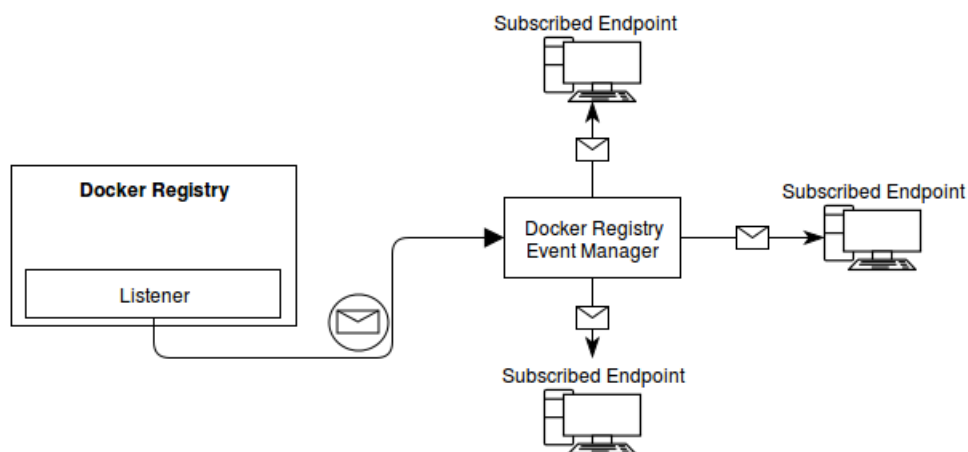 Subscribed Endpoint
Docker Registry
Listener
Docker Registry
Event Manager
Subscribed Endpoint
Subscribed Endpoint